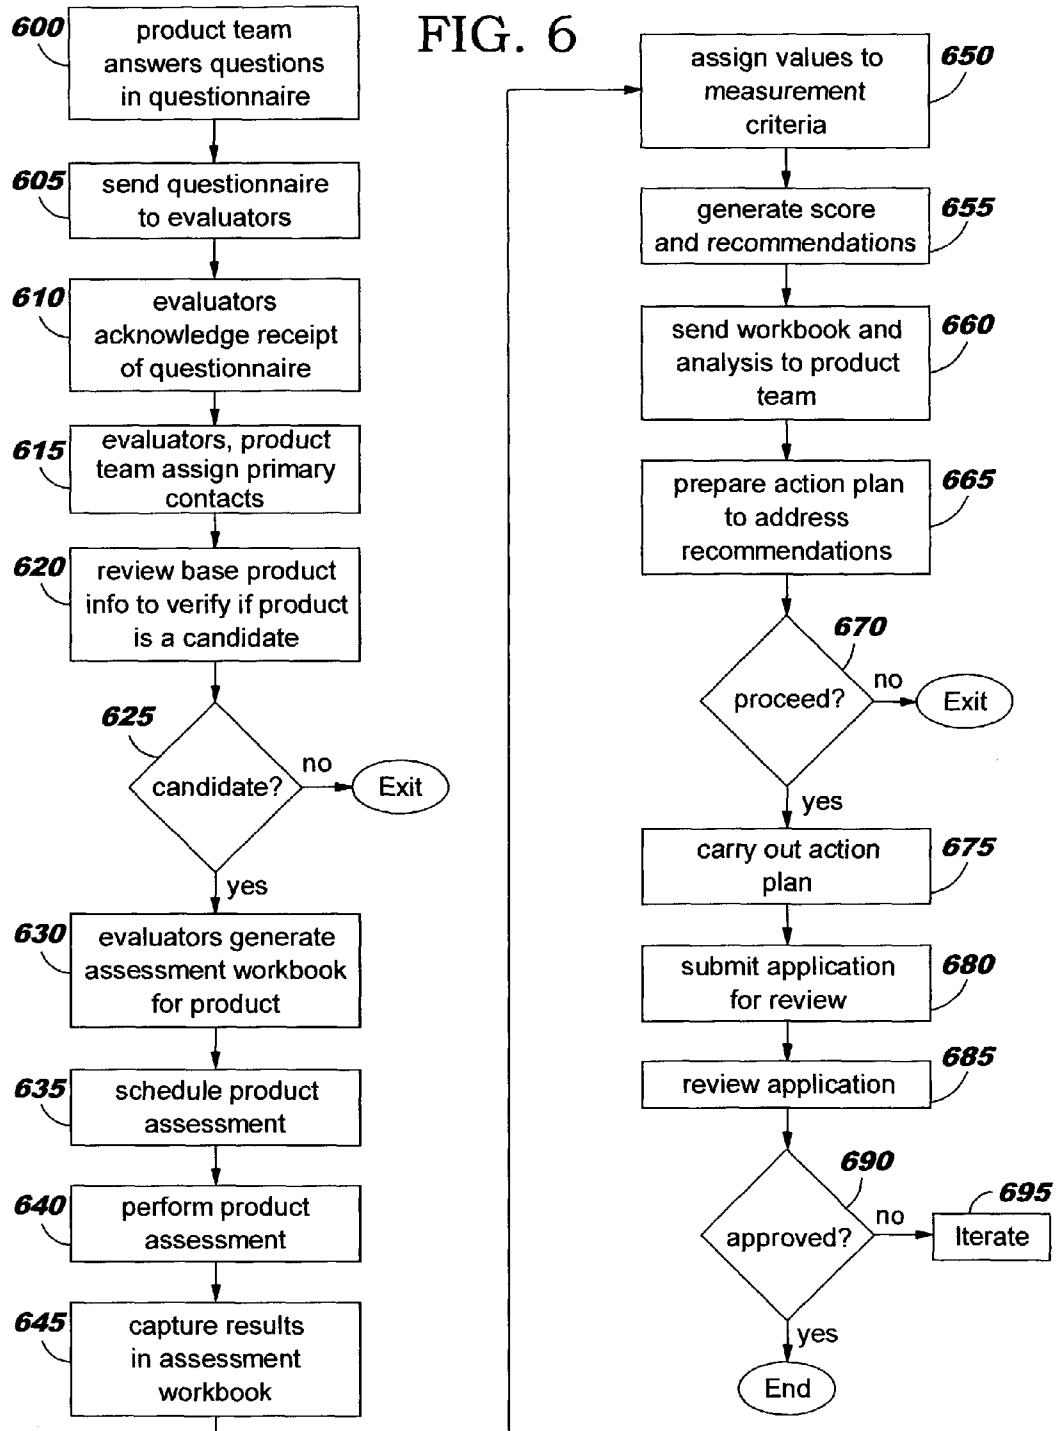 FIG. 6
600
product team
answers questions
in questionnaire
605
send questionnaire
to evaluators
610
evaluators
acknowledge receipt
of questionnaire
615
evaluators, product
team assign primary
contacts
620
review base product
info to verify if product
is a candidate
625
candidate?
no
Exit
yes
630
evaluators generate
assessment workbook
for product
635
schedule product
assessment
640
perform product
assessment
645
capture results
in assessment
workbook
650
assign values to
measurement
criteria
655
generate score
and recommendations
660
send workbook and
analysis to product
team
665
prepare action plan
to address
recommendations
670
proceed?
no
Exit
yes
675
carry out action
plan
680
submit application
for review
685
review application
690
approved?
no
695
Iterate
yes
End